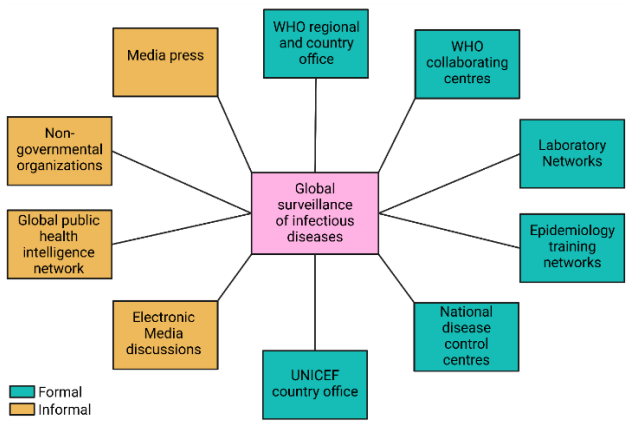 WHO regional
and country
office
Media press
WHO
collaborating
centres
Non-
governmental
organizations
Laboratory
Networks
Global
surveillance
of infectious
diseases
Global public
health
intelligence
network
Epidemiology
training
networks
Electronic
Media
discussions
National
disease
control
centres
UNICEF
country office
Formal
Informal